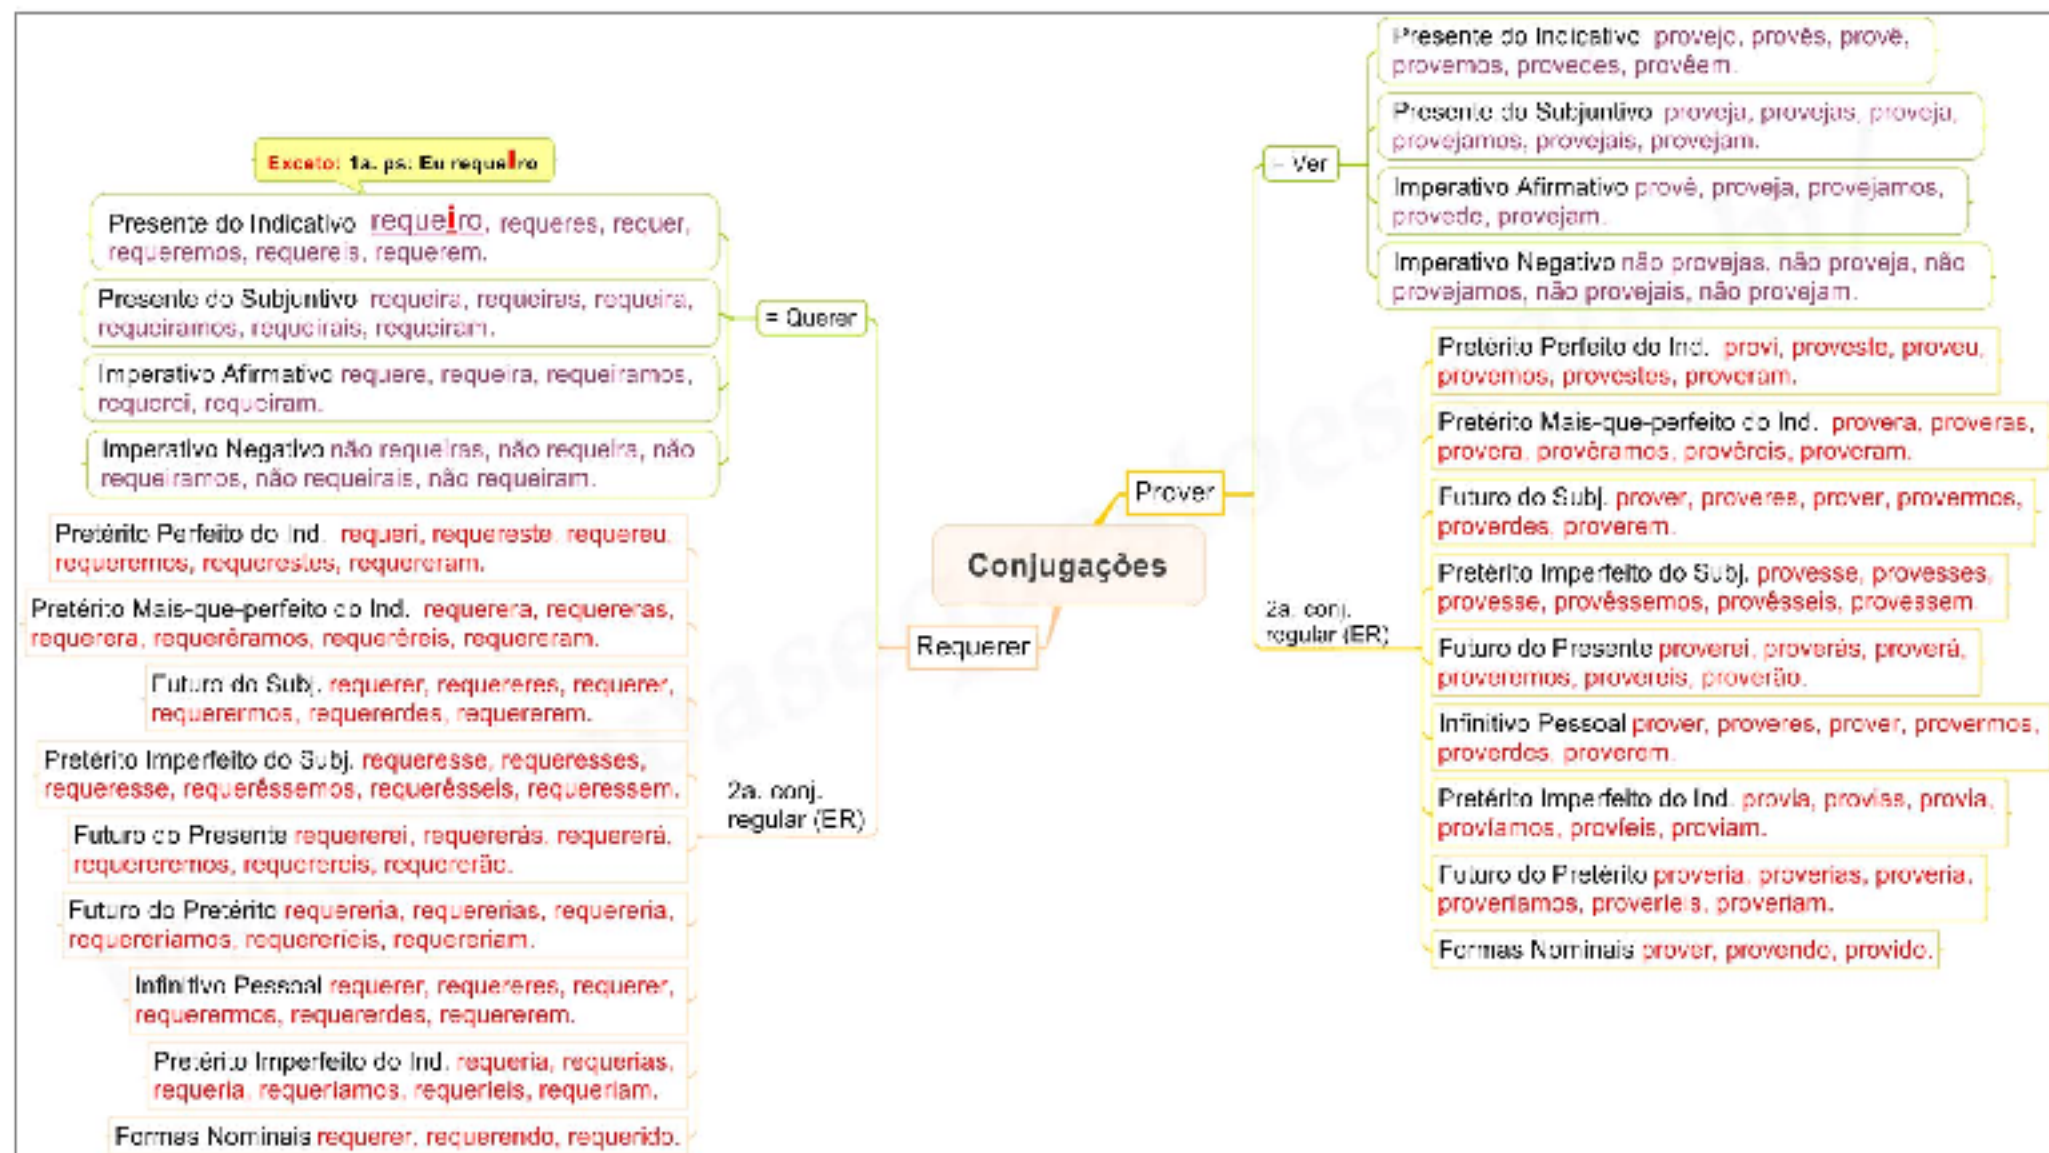 Conjugações
Prover
= Ver
Presente do Indicativo provejo, provês, provê,
provemos, provedes, provêem.
Presente do Subjuntivo proveja, provejas, proveja,
provejamos, provejais, provejam.
Imperativo Afirmativo provê, proveja, provejamos,
provede, provejam.
Imperativo Negativo não provejas, não proveja, não
provejamos, não provejais, não provejam.
2a. conj.
regular (ER)
Pretérito Perfeito do Ind. provi, proveste, proveu,
provemos, provestes, proveram.
Pretérito Mais-que-perfeito do Ind. provera, proveras,
provera, provêramos, provêreis, proveram.
Futuro do Subj. prover, proveres, prover, provermos,
proverdes, proverem.
Pretérito Imperfeito do Subj. provesse, provesses,
provesse, provêssemos, provêsseis, provessem.
Futuro do Presente proverei, proverás, proverá,
proveremos, provereis, proverão.
Infinitivo Pessoal prover, proveres, prover, provermos,
proverdes, proverem.
Pretérito Imperfeito do Ind. provia, provias, provia,
províamos, províeis, proviam.
Futuro do Pretérito proveria, proverias, proveria,
proveríamos, proveríeis, proveriam.
Formas Nominais prover, provendo, provido.
Requerer
= Querer
Exceto: 1a. ps: Eu requeIro
Presente do Indicativo requeiro, requeres, requer,
requeremos, requereis, requerem.
Presente do Subjuntivo requeira, requeiras, requeira,
requeiramos, requeirais, requeiram.
Imperativo Afirmativo requere, requeira, requeiramos,
requerei, requeiram.
Imperativo Negativo não requeiras, não requeira, não
requeiramos, não requeirais, não requeiram.
2a. conj.
regular (ER)
Pretérito Perfeito do Ind. requeri, requereste, requereu,
requeremos, requerestes, requereram.
Pretérito Mais-que-perfeito do Ind. requerera, requereras,
requerera, requerêramos, requerêreis, requereram.
Futuro do Subj. requerer, requereres, requerer,
requerermos, requererdes, requererem.
Pretérito Imperfeito do Subj. requeresse, requeresses,
requeresse, requerêssemos, requerêsseis, requeressem.
Futuro do Presente requererei, requererás, requererá,
requereremos, requerereis, requererão.
Futuro do Pretérito requereria, requererias, requereria,
requereríamos, requereríeis, requereriam.
Infinitivo Pessoal requerer, requereres, requerer,
requerermos, requererdes, requererem.
Pretérito Imperfeito do Ind. requeria, requerias,
requeria, requeríamos, requeríeis, requeriam.
Formas Nominais requerer, requerendo, requerido.